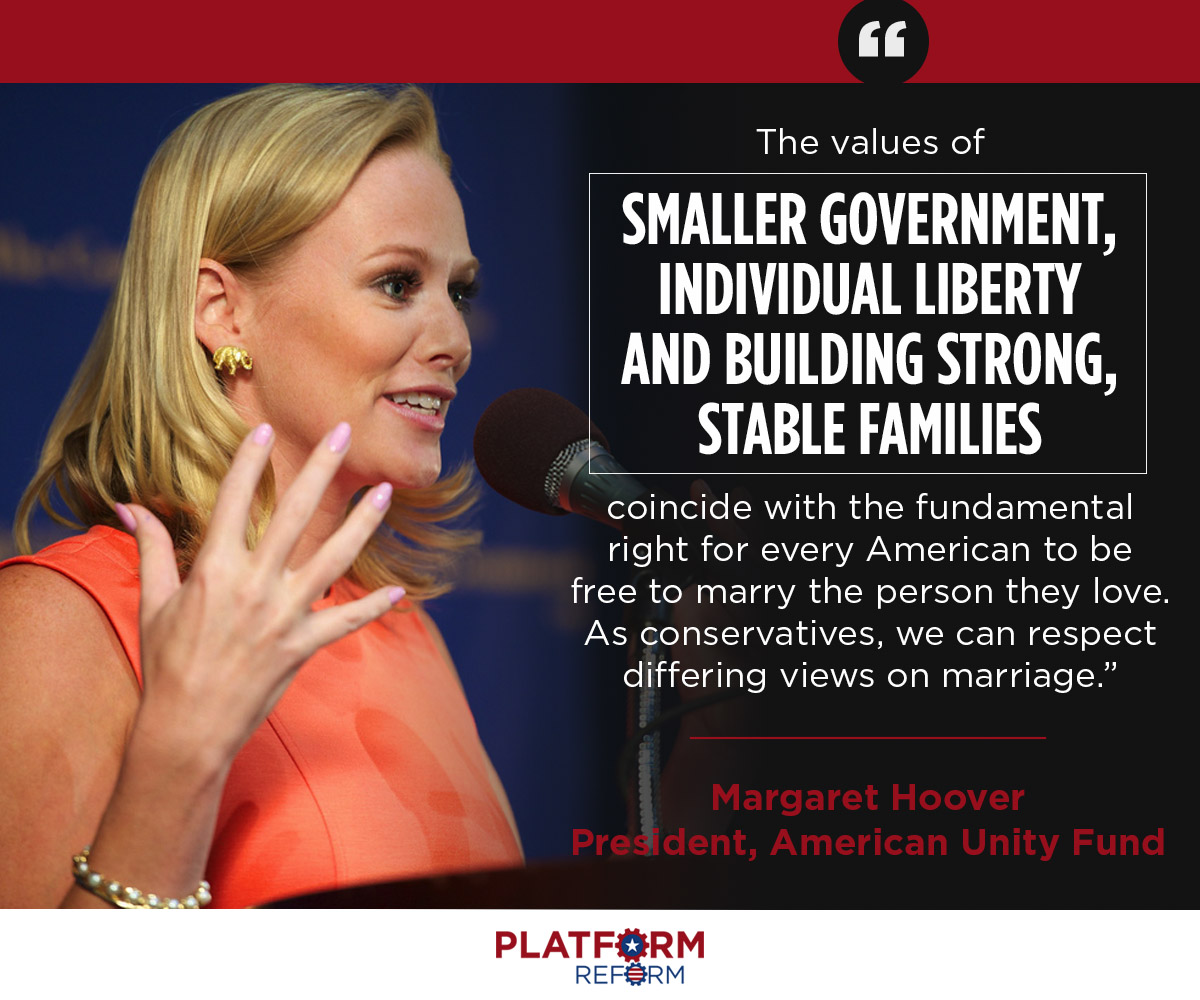 “
The values of
SMALLER GOVERNMENT,
INDIVIDUAL LIBERTY
AND BUILDING STRONG,
STABLE FAMILIES
coincide with the fundamental
right for every American to be
free to marry the person they love.
As conservatives, we can respect
differing views on marriage.”
Margaret Hoover
President, American Unity Fund
PLATFORM
REFORM